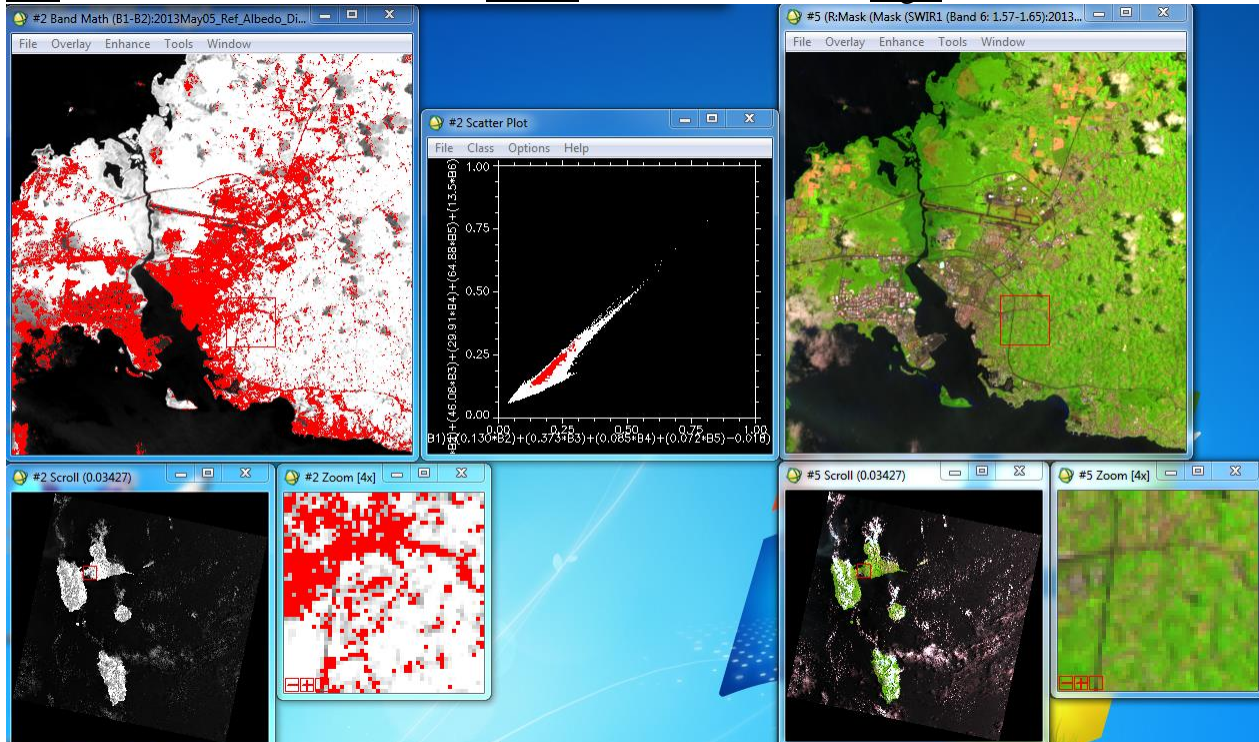 #2 Band Math (B1-B2):2013May05_Ref_Albedo_Di...
File Overlay Enhance Tools Window
#2 Scatter Plot
File Class Options Help
1.00
0.75
0.50
0.25
0.00
0.00 0.25 0.50 0.75 1.00
+(46.08*B3)+(29.91*B4)+(64.88*B5)+(13.5*B6)
B1)+(0.130*B2)+(0.373*B3)+(0.085*B4)+(0.072*B5)-0.018)
#5 (R:Mask (Mask (SWIR1 (Band 6: 1.57-1.65):2013...
File Overlay Enhance Tools Window
#2 Scroll (0.03427)
#2 Zoom [4x]
#5 Scroll (0.03427)
#5 Zoom [4x]